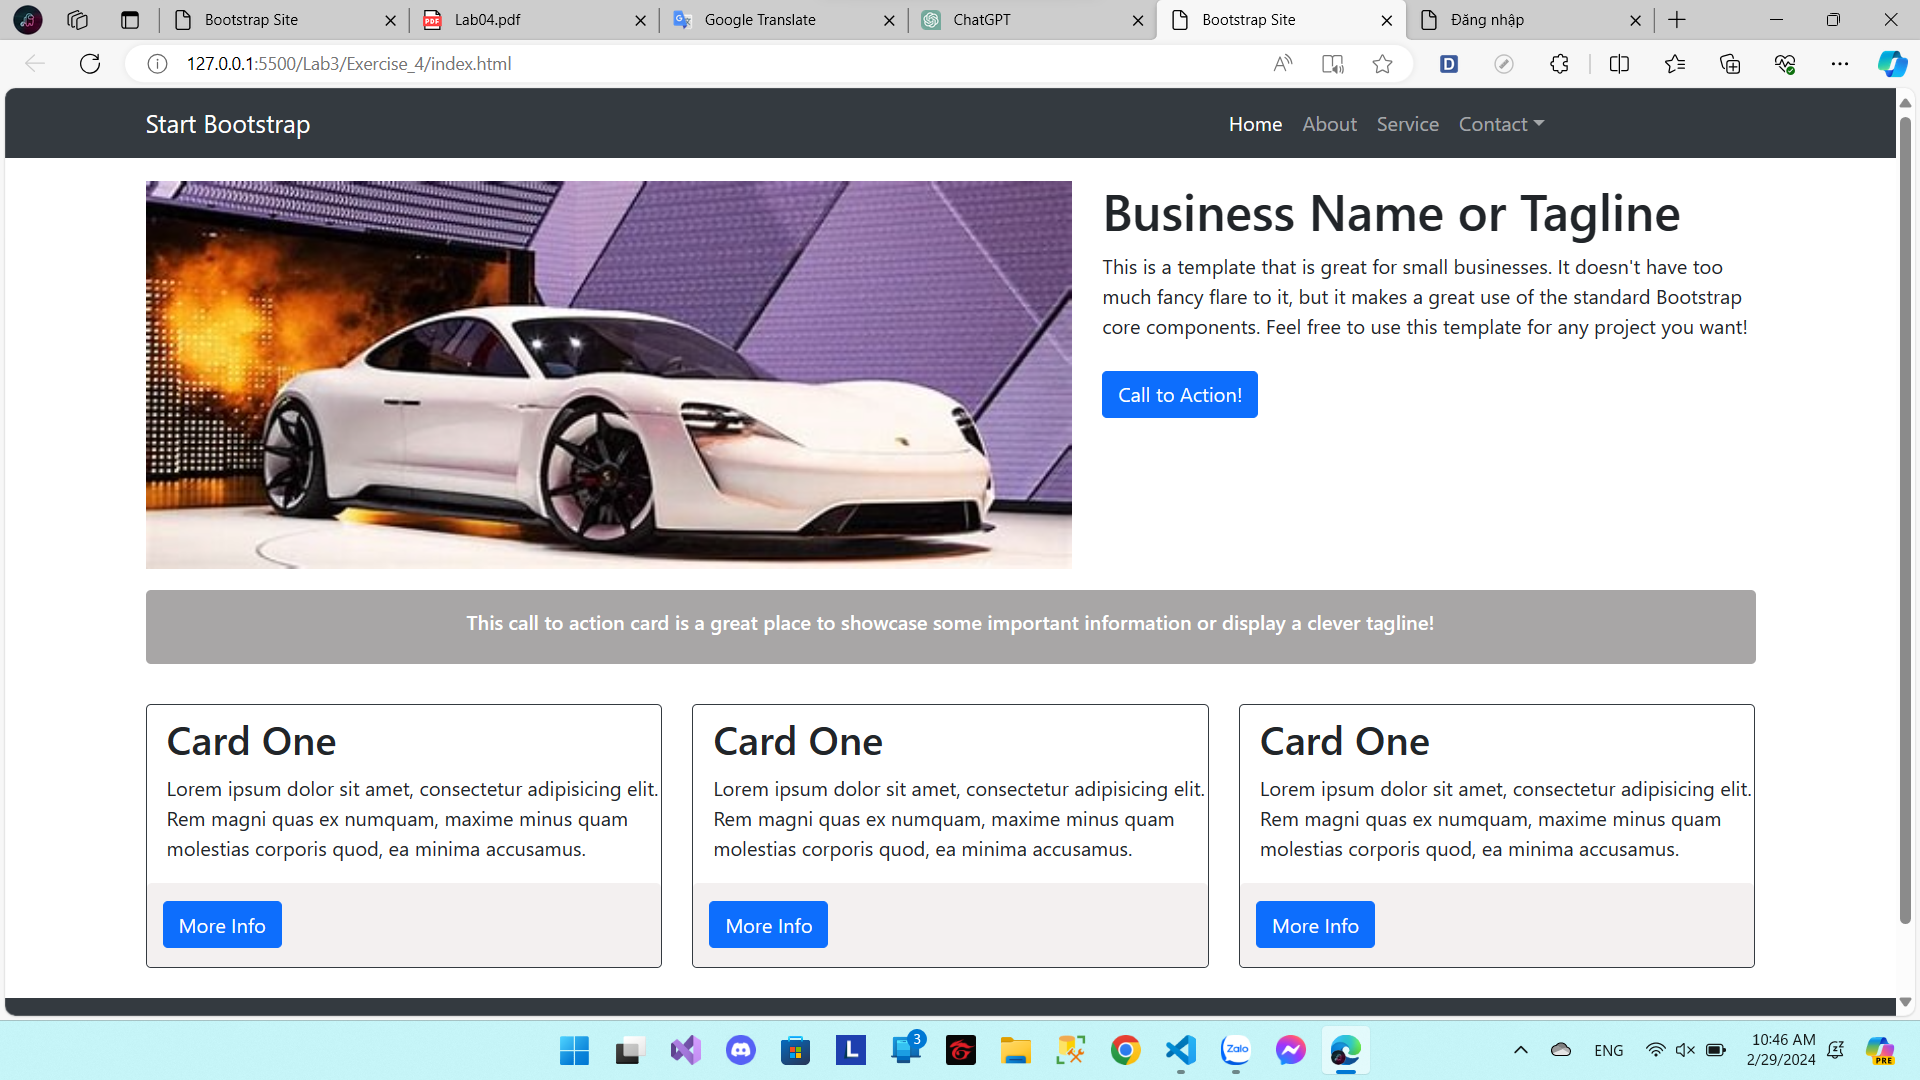 Bootstrap Site
Lab04.pdf
Google Translate
ChatGPT
Bootstrap Site
Đăng nhập
127.0.0.1:5500/Lab3/Exercise_4/index.html
Start Bootstrap
Home
About
Service
Contact
Business Name or Tagline
This is a template that is great for small businesses. It doesn't have too
much fancy flare to it, but it makes a great use of the standard Bootstrap
core components. Feel free to use this template for any project you want!
Call to Action!
This call to action card is a great place to showcase some important information or display a clever tagline!
Card One
Lorem ipsum dolor sit amet, consectetur adipisicing elit.
Rem magni quas ex numquam, maxime minus quam
molestias corporis quod, ea minima accusamus.
More Info
Card One
Lorem ipsum dolor sit amet, consectetur adipisicing elit.
Rem magni quas ex numquam, maxime minus quam
molestias corporis quod, ea minima accusamus.
More Info
Card One
Lorem ipsum dolor sit amet, consectetur adipisicing elit.
Rem magni quas ex numquam, maxime minus quam
molestias corporis quod, ea minima accusamus.
More Info
3
L
Zalo
ENG
10:46 AM
2/29/2024
PRE
D
PDF